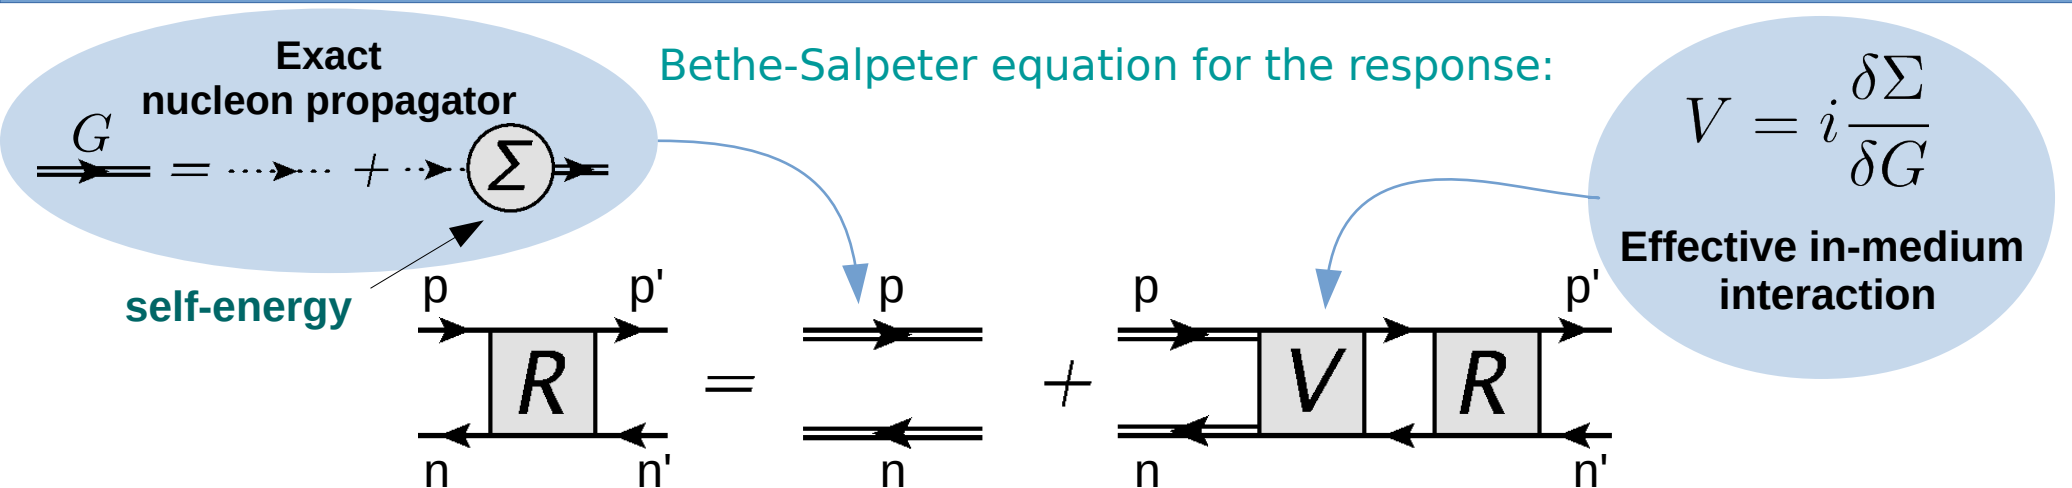 Exact
nucleon propagator
G
= + Σ
self-energy
Bethe-Salpeter equation for the response:
V = i δΣ/δG
Effective in-medium
interaction
p p' p p p'
R = + V R
n n' n n n'